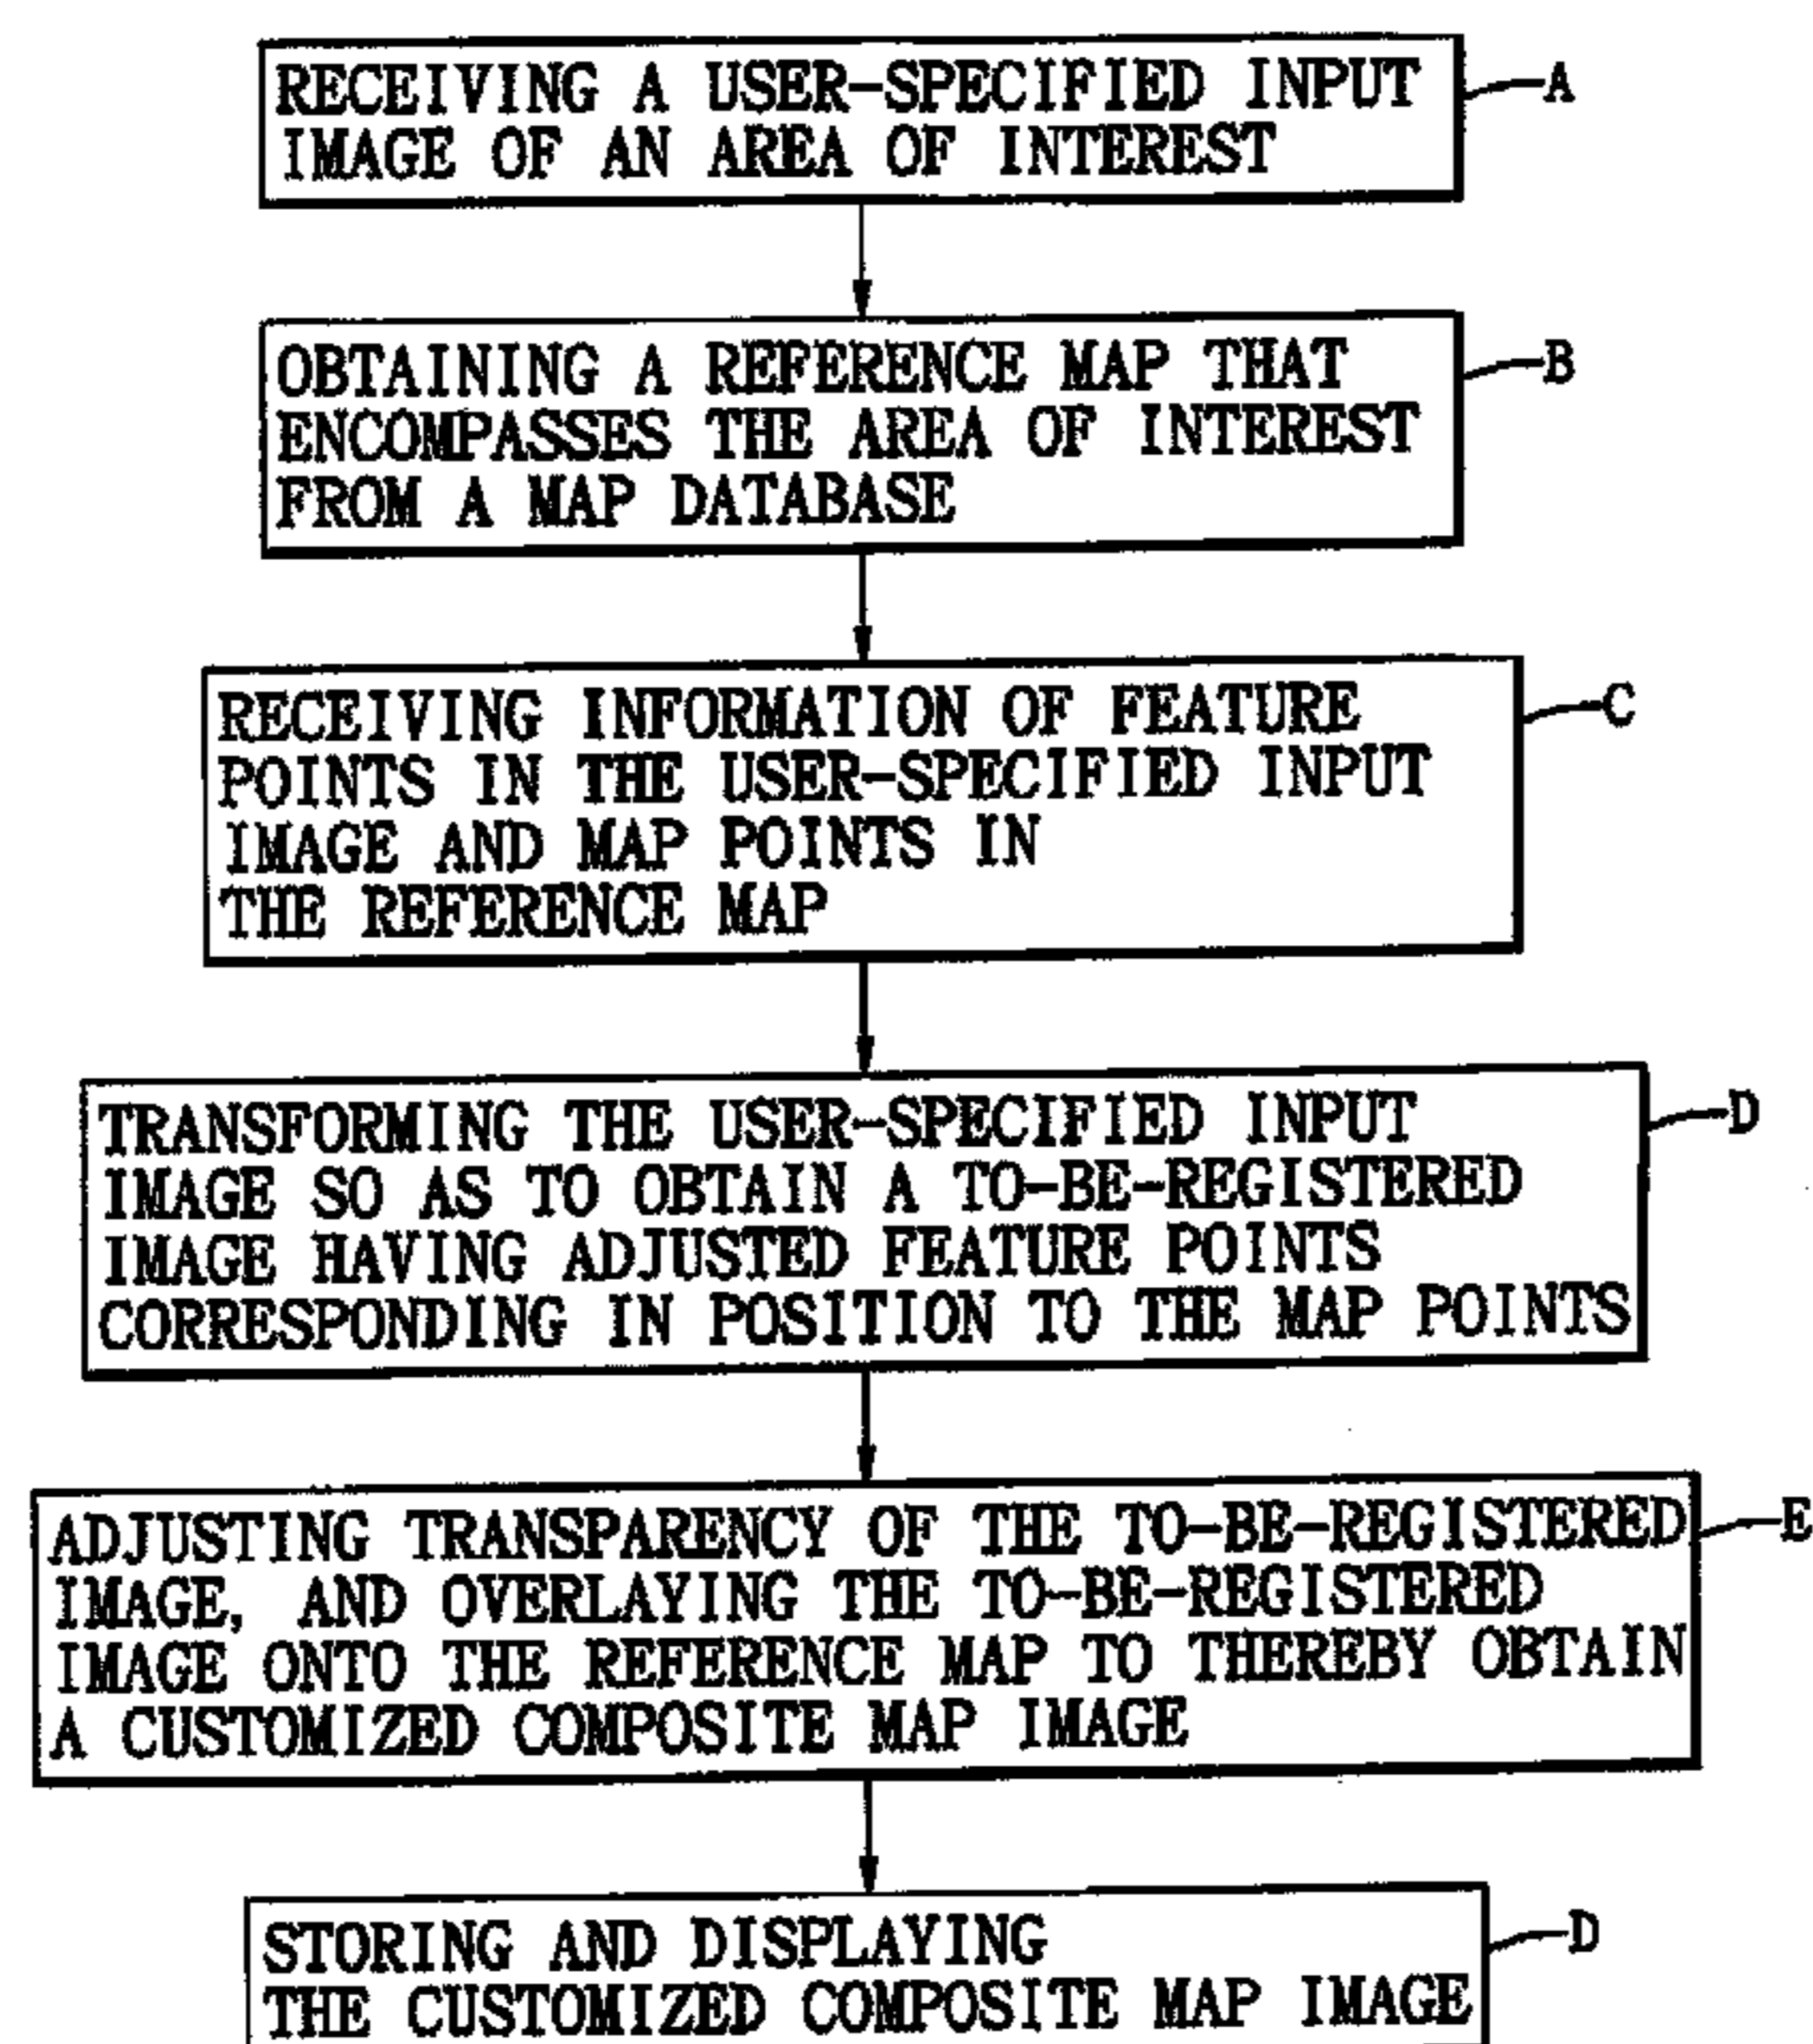 RECEIVING A USER-SPECIFIED INPUT
IMAGE OF AN AREA OF INTEREST
A
OBTAINING A REFERENCE MAP THAT
ENCOMPASSES THE AREA OF INTEREST
FROM A MAP DATABASE
B
RECEIVING INFORMATION OF FEATURE
POINTS IN THE USER-SPECIFIED INPUT
IMAGE AND MAP POINTS IN
THE REFERENCE MAP
C
TRANSFORMING THE USER-SPECIFIED INPUT
IMAGE SO AS TO OBTAIN A TO-BE-REGISTERED
IMAGE HAVING ADJUSTED FEATURE POINTS
CORRESPONDING IN POSITION TO THE MAP POINTS
D
ADJUSTING TRANSPARENCY OF THE TO-BE-REGISTERED
IMAGE, AND OVERLAYING THE TO-BE-REGISTERED
IMAGE ONTO THE REFERENCE MAP TO THEREBY OBTAIN
A CUSTOMIZED COMPOSITE MAP IMAGE
E
STORING AND DISPLAYING
THE CUSTOMIZED COMPOSITE MAP IMAGE
D